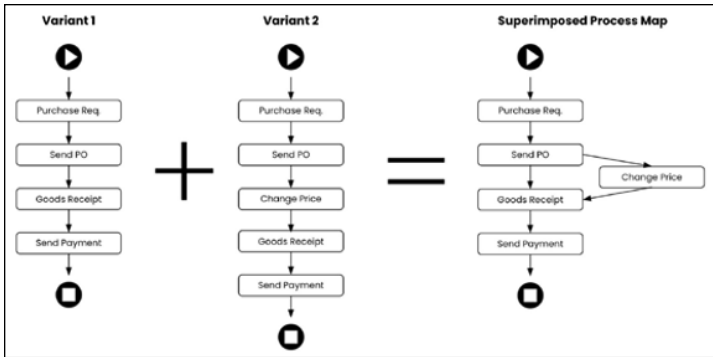 Variant 1
Purchase Req.
Send PO
Goods Receipt
Send Payment
Variant 2
Purchase Req.
Send PO
Change Price
Goods Receipt
Send Payment
Superimposed Process Map
Purchase Req.
Send PO
Change Price
Goods Receipt
Send Payment